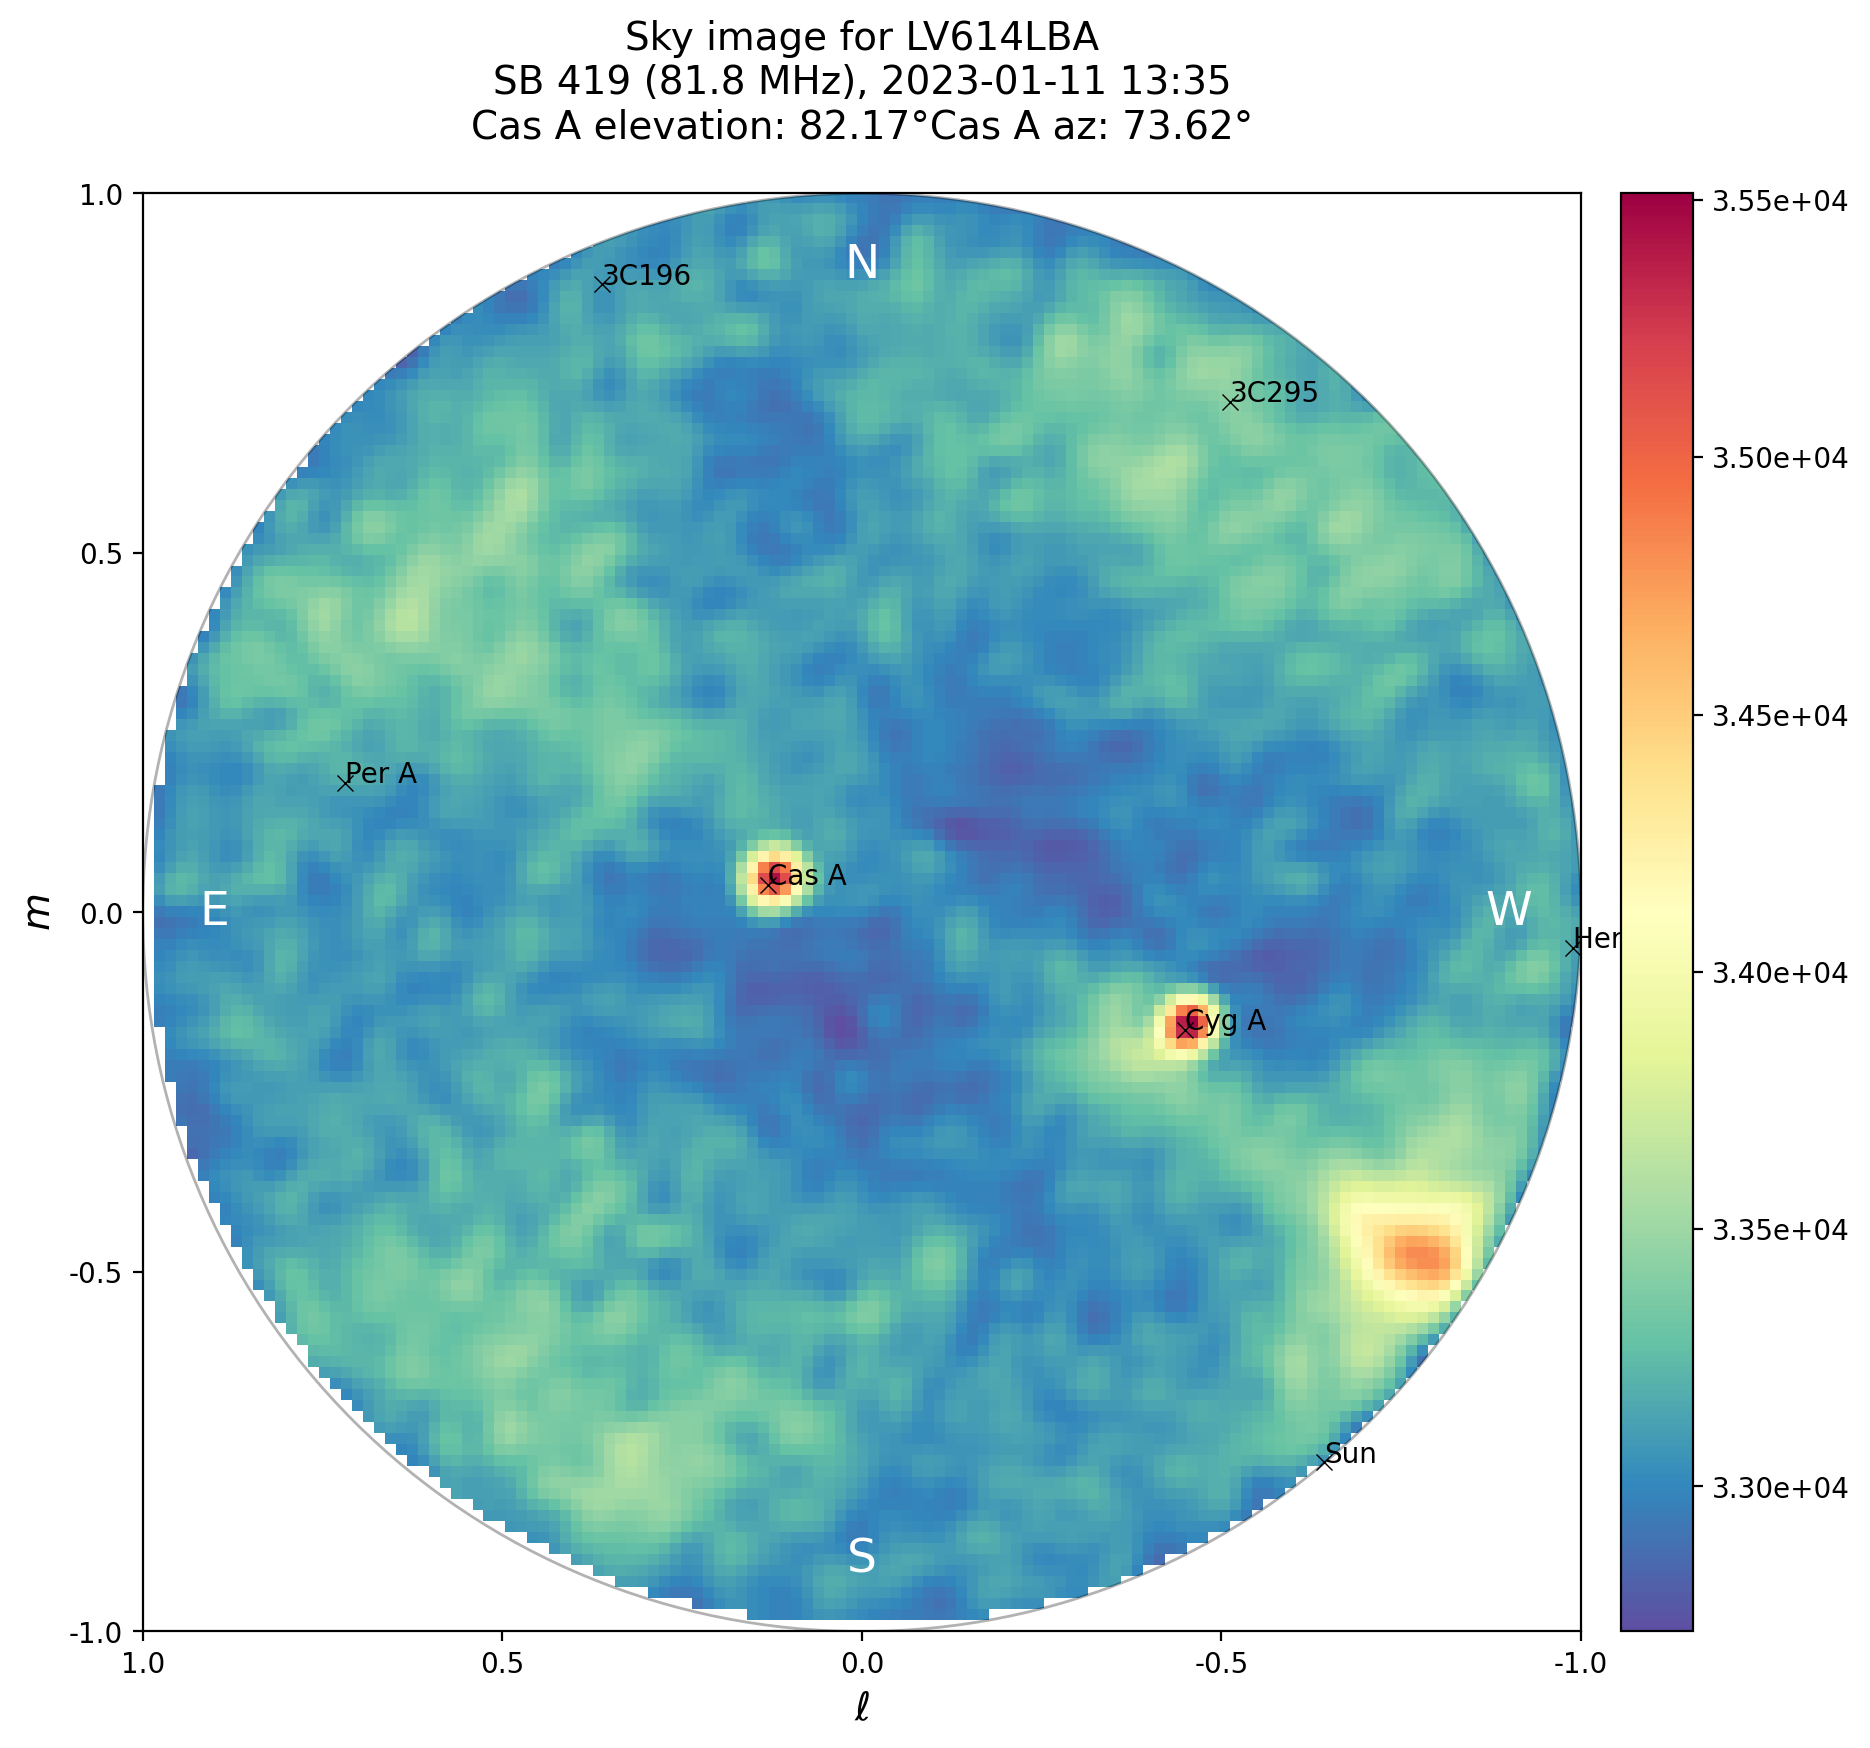 Sky image for LV614LBA
SB 419 (81.8 MHz), 2023-01-11 13:35
Cas A elevation: 82.17°Cas A az: 73.62°
1.0
0.5
0.0
-0.5
-1.0
m
1.0
0.5
0.0
-0.5
-1.0
ℓ
N
3C196
3C295
Per A
Cas A
E
W
Her
Cyg A
Sun
S
3.55e+04
3.50e+04
3.45e+04
3.40e+04
3.35e+04
3.30e+04